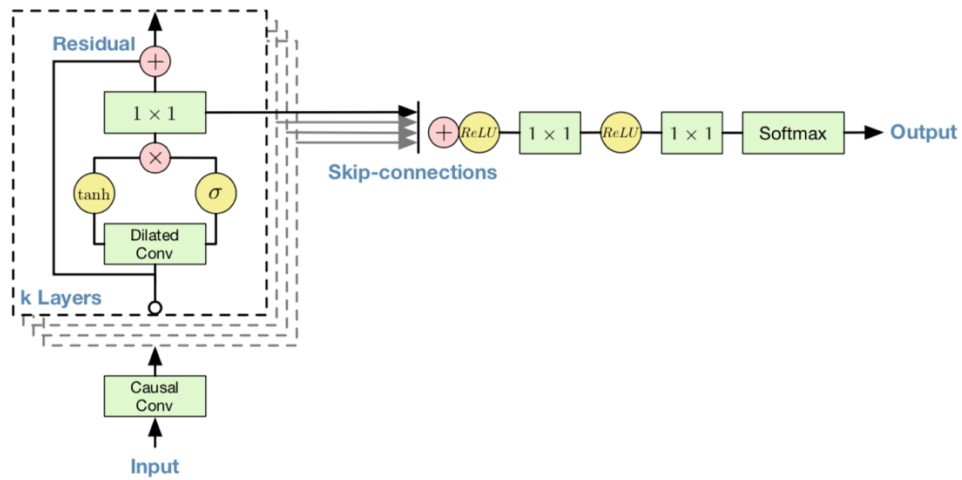 Residual
+
1 × 1
×
tanh
σ
Dilated
Conv
k Layers
Causal
Conv
Input
Skip-connections
+
ReLU
1 × 1
ReLU
1 × 1
Softmax
Output